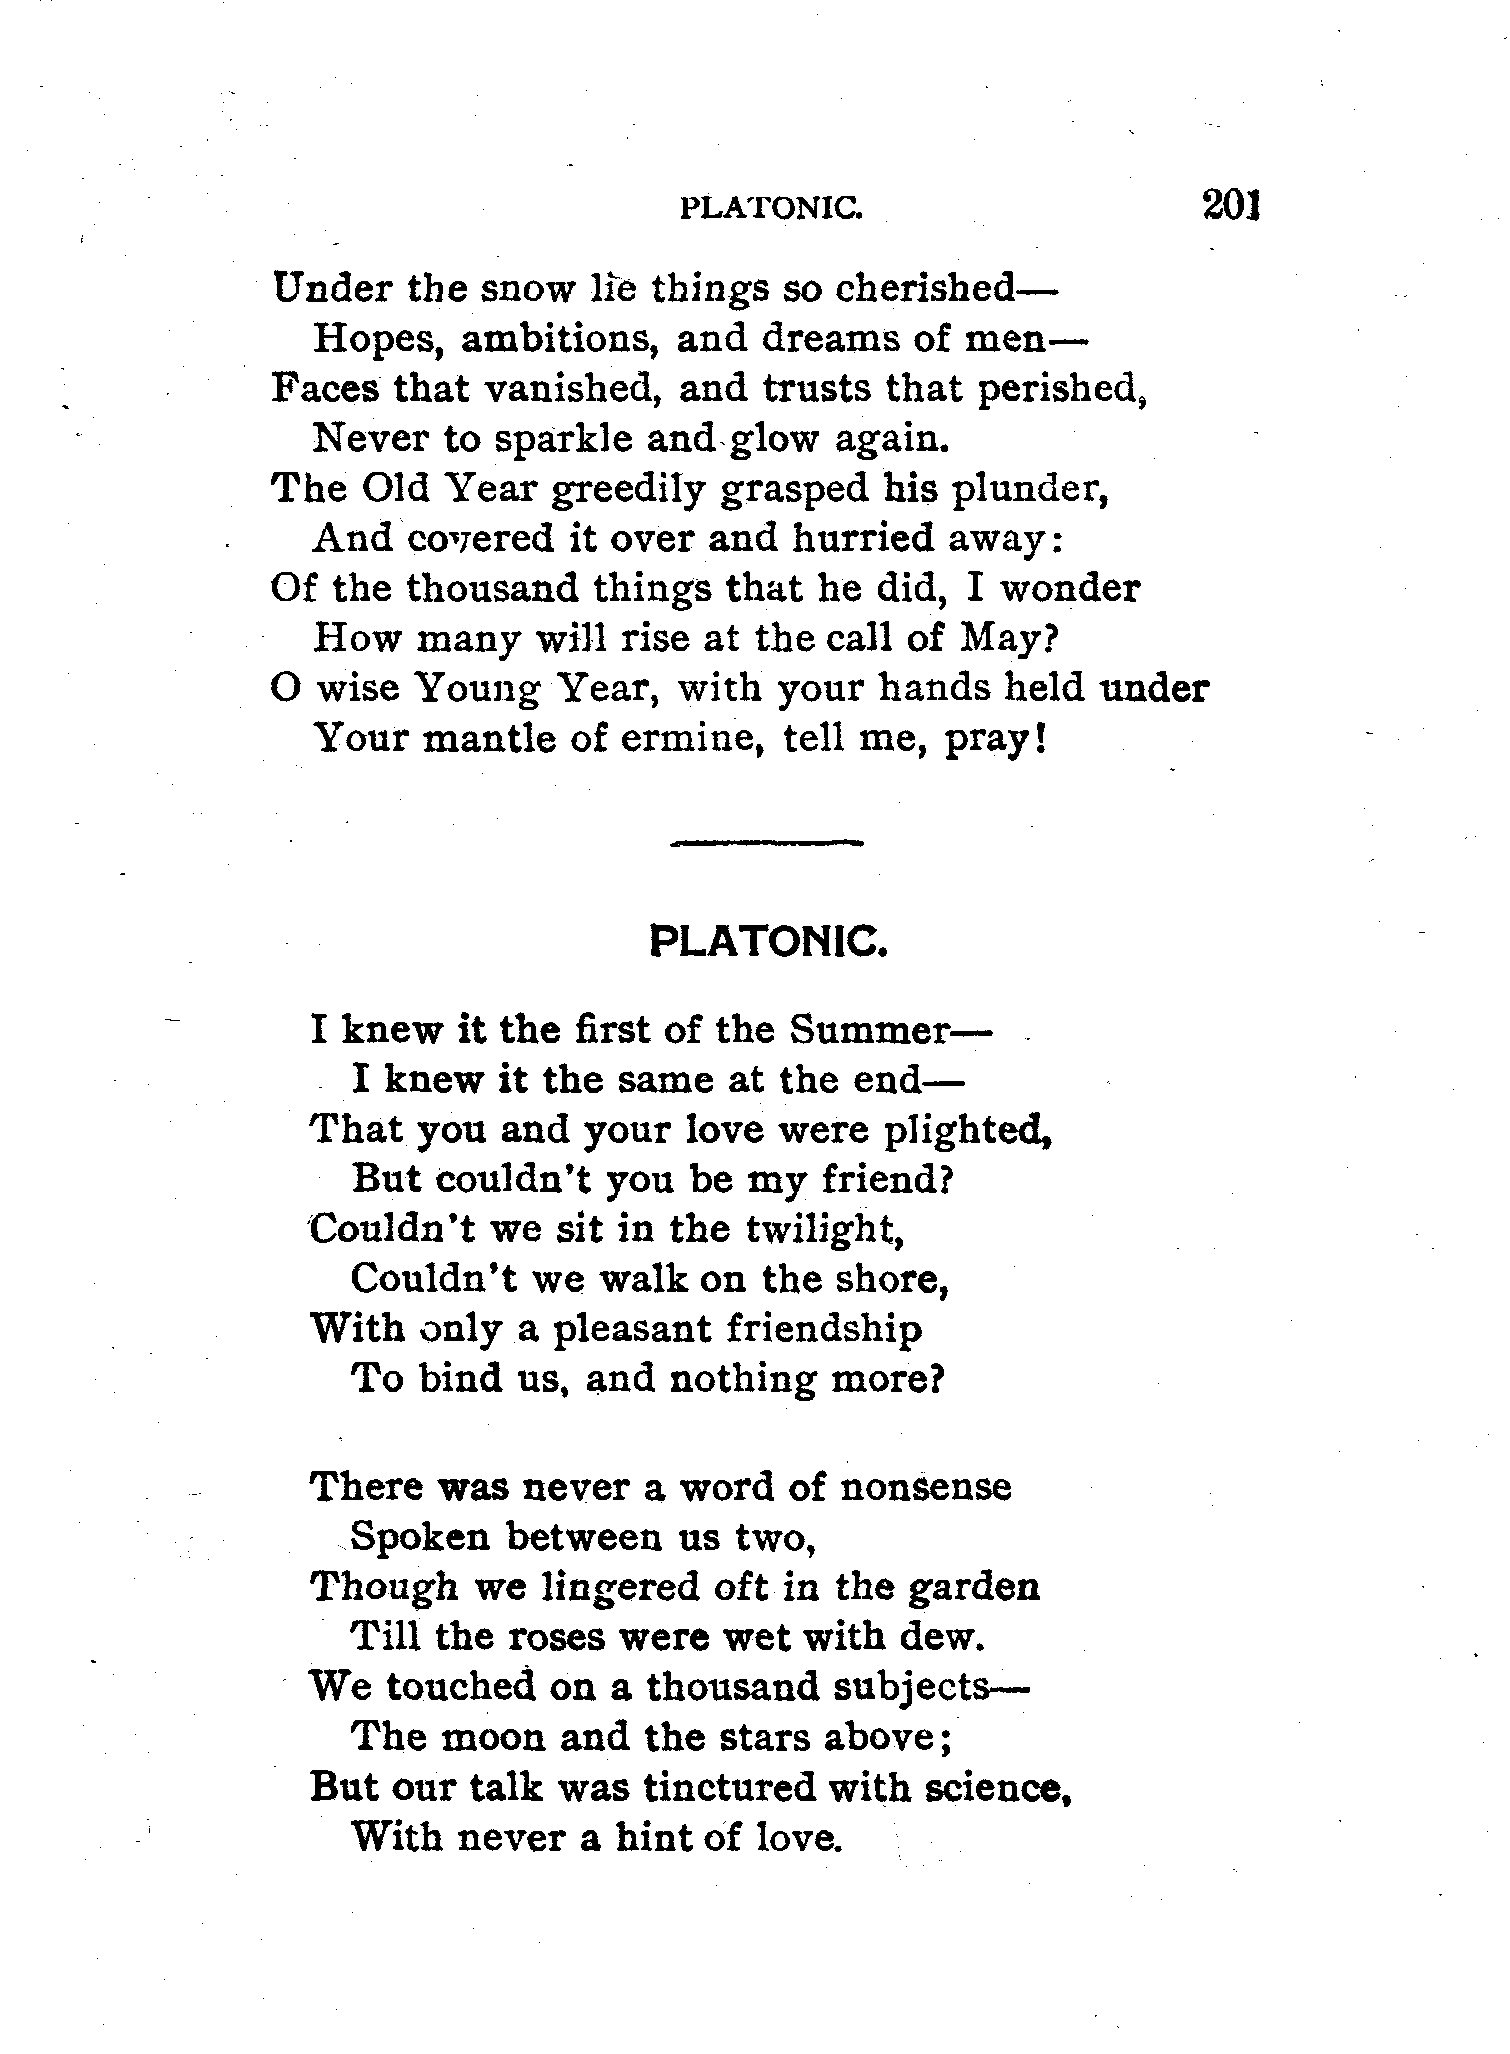 PLATONIC. 201
Under the snow lie things so cherished—
Hopes, ambitions, and dreams of men—
Faces that vanished, and trusts that perished,
Never to sparkle and glow again.
The Old Year greedily grasped his plunder,
And covered it over and hurried away:
Of the thousand things that he did, I wonder
How many will rise at the call of May?
O wise Young Year, with your hands held under
Your mantle of ermine, tell me, pray!
PLATONIC.
I knew it the first of the Summer—
I knew it the same at the end—
That you and your love were plighted,
But couldn't you be my friend?
Couldn't we sit in the twilight,
Couldn't we walk on the shore,
With only a pleasant friendship
To bind us, and nothing more?
There was never a word of nonsense
Spoken between us two,
Though we lingered oft in the garden
Till the roses were wet with dew.
We touched on a thousand subjects—
The moon and the stars above;
But our talk was tinctured with science,
With never a hint of love.